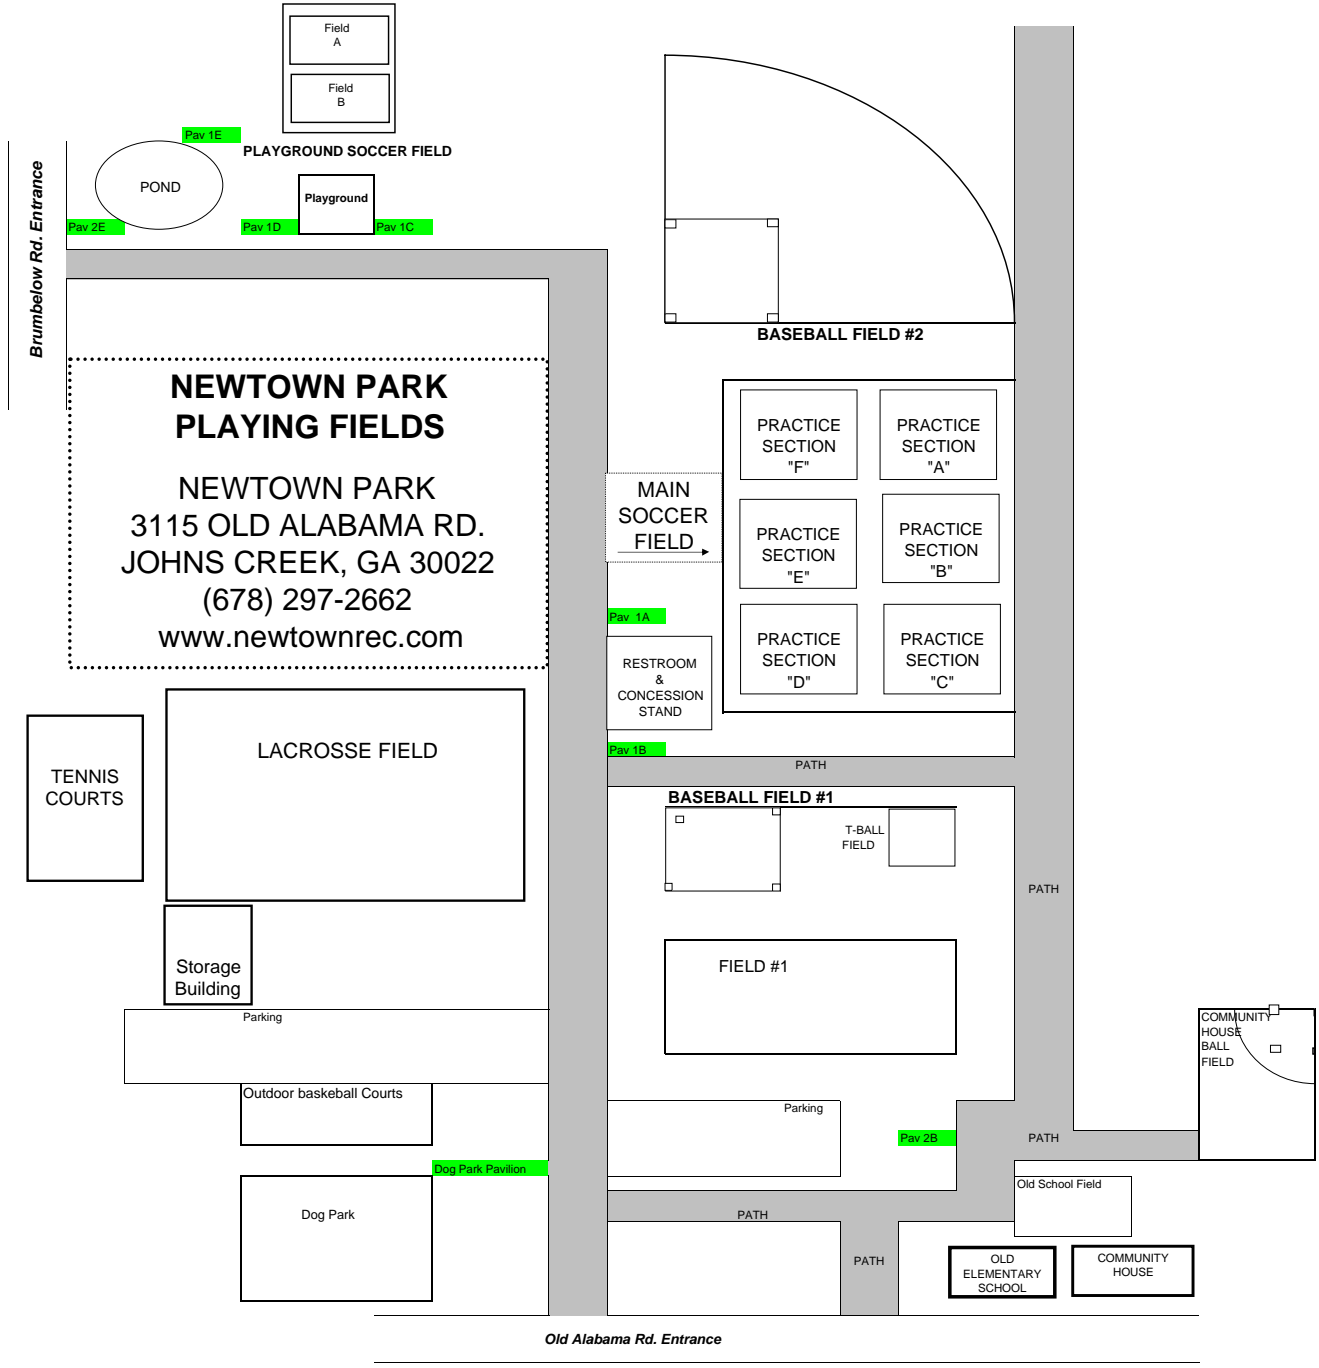 Field
A
Field
B
Pav 1E
PLAYGROUND SOCCER FIELD
POND
Playground
Pav 2E
Pav 1D
Pav 1C
Brumbelow Rd. Entrance
BASEBALL FIELD #2
NEWTOWN PARK
PLAYING FIELDS
NEWTOWN PARK
3115 OLD ALABAMA RD.
JOHNS CREEK, GA 30022
(678) 297-2662
www.newtownrec.com
MAIN
SOCCER
FIELD
PRACTICE
SECTION
"F"
PRACTICE
SECTION
"A"
PRACTICE
SECTION
"E"
PRACTICE
SECTION
"B"
PRACTICE
SECTION
"D"
PRACTICE
SECTION
"C"
Pav 1A
RESTROOM
&
CONCESSION
STAND
Pav 1B
PATH
LACROSSE FIELD
TENNIS
COURTS
BASEBALL FIELD #1
T-BALL
FIELD
PATH
FIELD #1
Storage
Building
Parking
Outdoor baskeball Courts
COMMUNITY
HOUSE
BALL
FIELD
Parking
Pav 2B
PATH
Dog Park Pavilion
Dog Park
Old School Field
PATH
PATH
OLD
ELEMENTARY
SCHOOL
COMMUNITY
HOUSE
Old Alabama Rd. Entrance